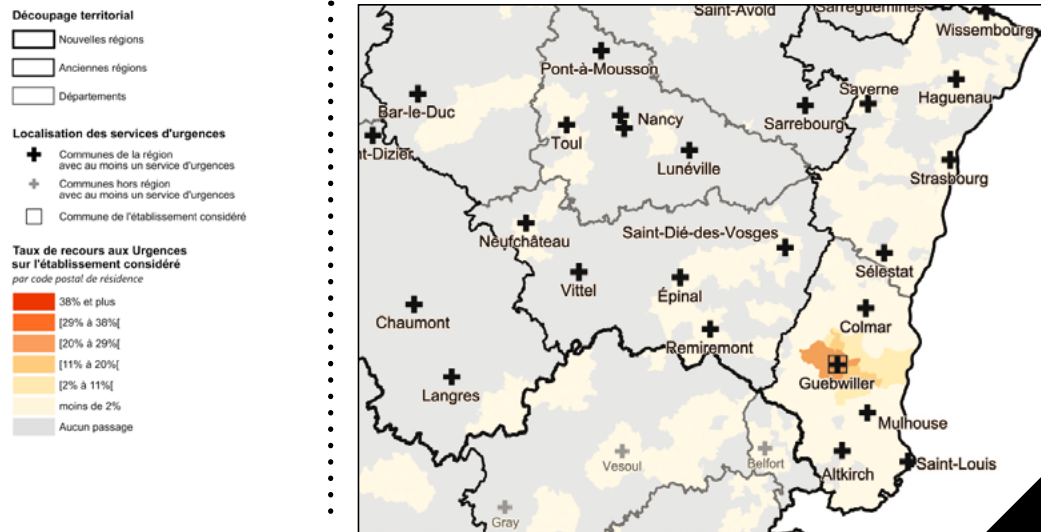 Découpage territorial
Nouvelles régions
Anciennes régions
Départements
Localisation des services d'urgences
Communes de la région
avec au moins un service d'urgences
Communes hors région
avec au moins un service d'urgences
Commune de l'établissement considéré
Taux de recours aux Urgences
sur l'établissement considéré
par code postal de résidence
38% et plus
[29% à 38%[
[20% à 29%[
[11% à 20%[
[2% à 11%[
moins de 2%
Aucun passage
Saint-Avold
Sarreguemines
Wissembourg
Pont-à-Mousson
Bar-le-Duc
Saverne
Haguenau
Nancy
Sarrebourg
Toul
nt-Dizier
Lunéville
Strasbourg
Neufchâteau
Saint-Dié-des-Vosges
Sélestat
Vittel
Épinal
Chaumont
Colmar
Remiremont
Guebwiller
Langres
Mulhouse
Vesoul
Belfort
Altkirch
Saint-Louis
Gray